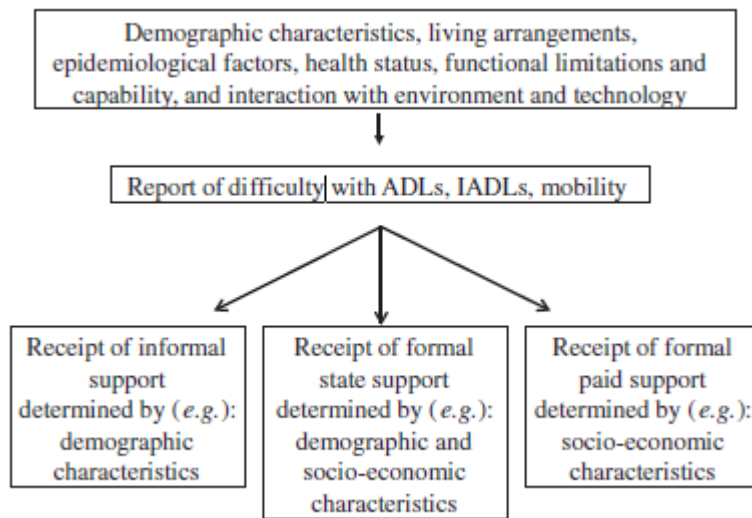 Demographic characteristics, living arrangements,
epidemiological factors, health status, functional limitations and
capability, and interaction with environment and technology
Report of difficulty with ADLs, IADLs, mobility
Receipt of informal
support
determined by (e.g.):
demographic
characteristics
Receipt of formal
state support
determined by (e.g.):
demographic and
socio-economic
characteristics
Receipt of formal
paid support
determined by (e.g.):
socio-economic
characteristics